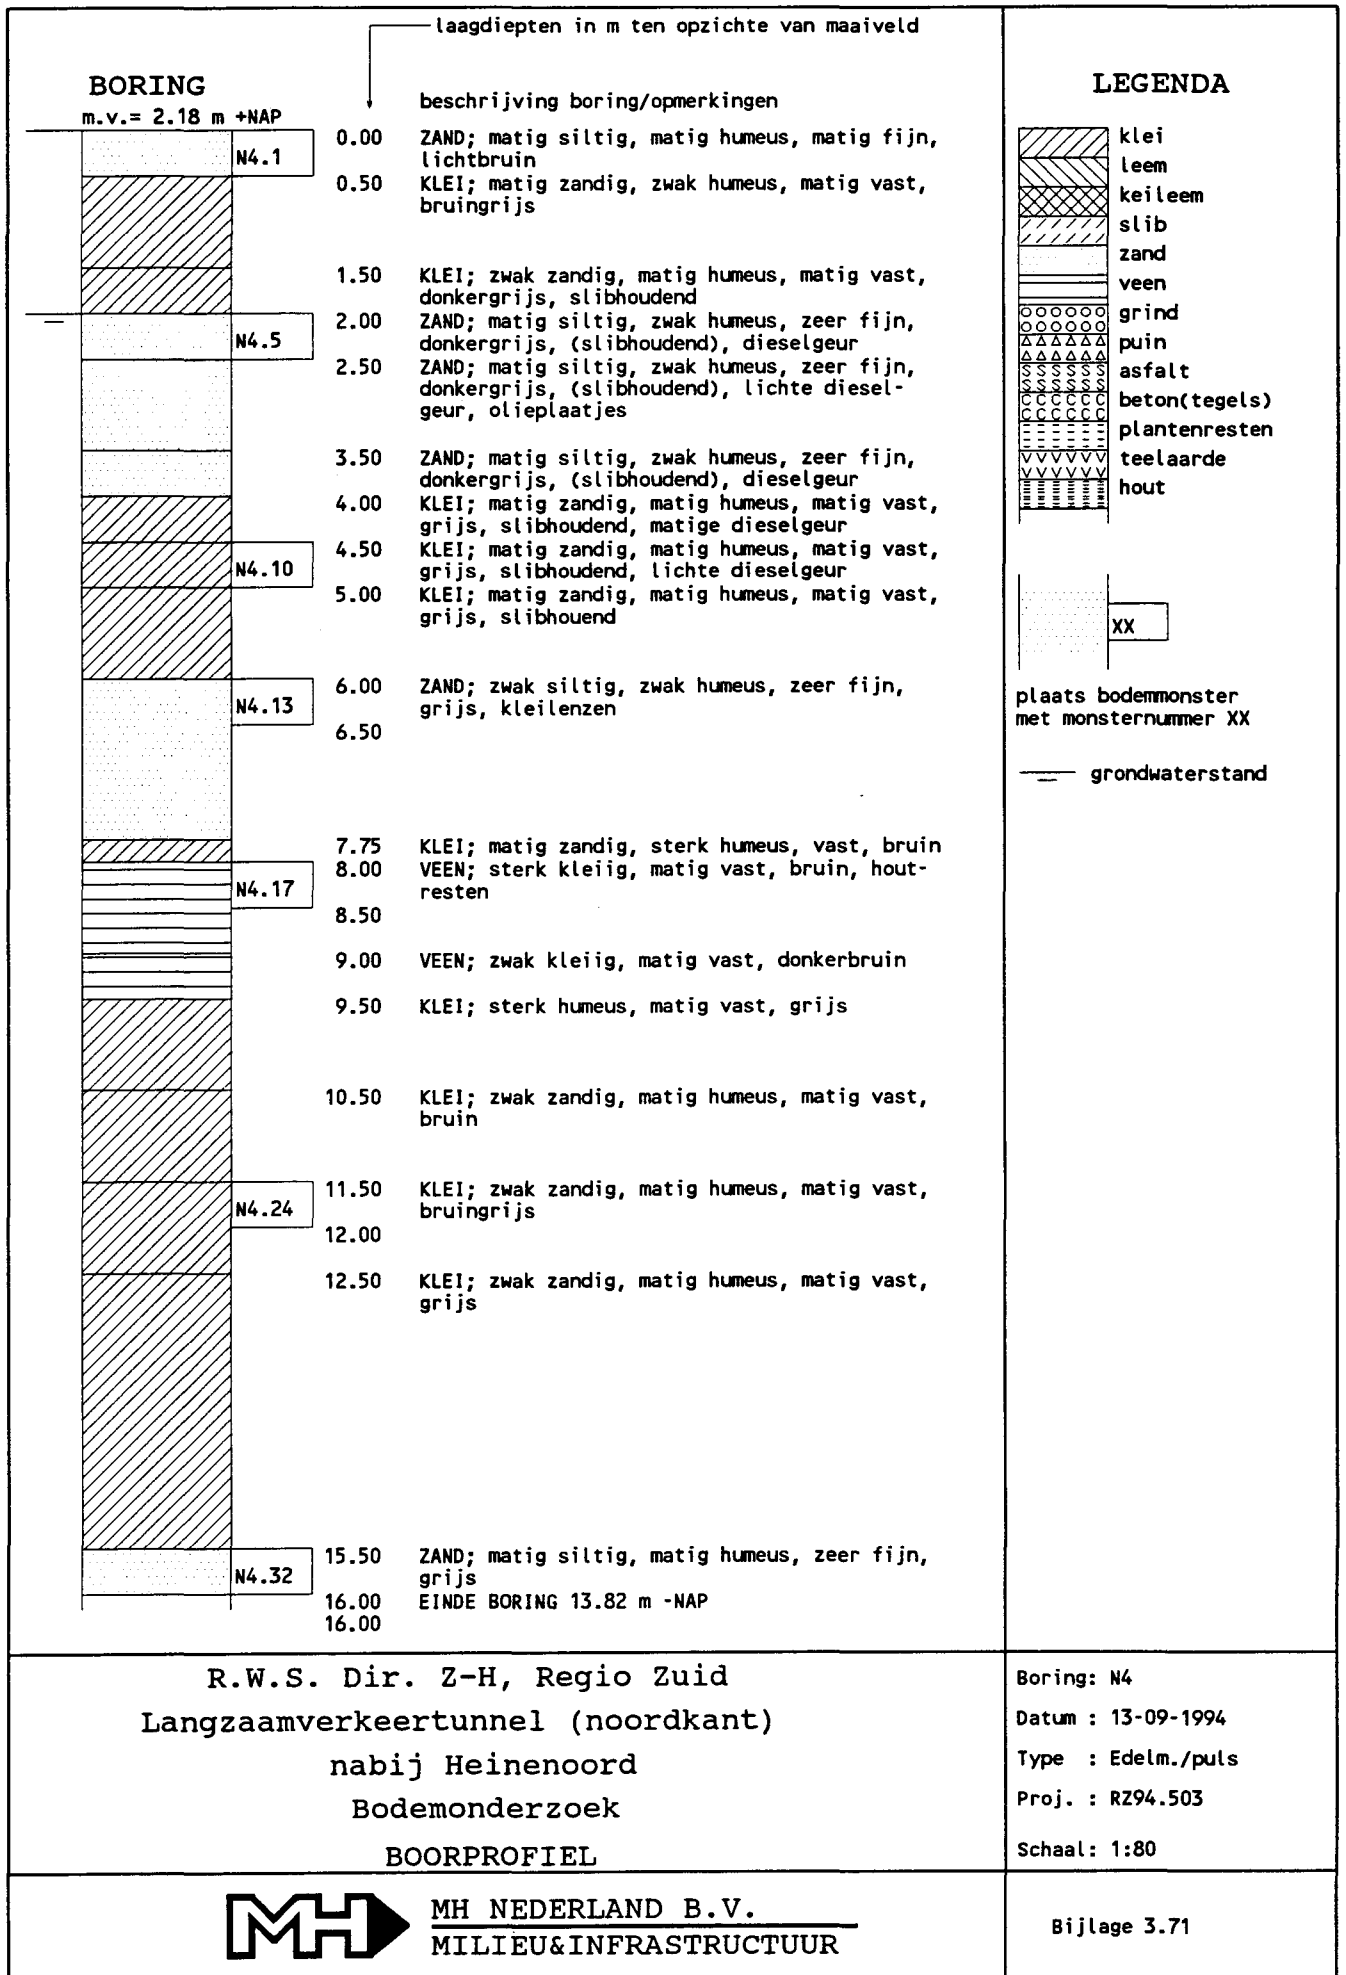 laagdiepten in m ten opzichte van maaiveld
BORING
m.v.= 2.18 m +NAP
beschrijving boring/opmerkingen
N4.1
0.00 ZAND; matig siltig, matig humeus, matig fijn,
lichtbruin
0.50 KLEI; matig zandig, zwak humeus, matig vast,
bruingrijs
1.50 KLEI; zwak zandig, matig humeus, matig vast,
donkergrijs, slibhoudend
N4.5
2.00 ZAND; matig siltig, zwak humeus, zeer fijn,
donkergrijs, (slibhoudend), dieselgeur
2.50 ZAND; matig siltig, zwak humeus, zeer fijn,
donkergrijs, (slibhoudend), lichte diesel-
geur, olieplaatjes
3.50 ZAND; matig siltig, zwak humeus, zeer fijn,
donkergrijs, (slibhoudend), dieselgeur
4.00 KLEI; matig zandig, matig humeus, matig vast,
grijs, slibhoudend, matige dieselgeur
N4.10
4.50 KLEI; matig zandig, matig humeus, matig vast,
grijs, slibhoudend, lichte dieselgeur
5.00 KLEI; matig zandig, matig humeus, matig vast,
grijs, slibhouend
N4.13
6.00 ZAND; zwak siltig, zwak humeus, zeer fijn,
grijs, kleilenzen
6.50
7.75 KLEI; matig zandig, sterk humeus, vast, bruin
N4.17
8.00 VEEN; sterk kleiig, matig vast, bruin, hout-
resten
8.50
9.00 VEEN; zwak kleiig, matig vast, donkerbruin
9.50 KLEI; sterk humeus, matig vast, grijs
10.50 KLEI; zwak zandig, matig humeus, matig vast,
bruin
N4.24
11.50 KLEI; zwak zandig, matig humeus, matig vast,
bruingrijs
12.00
12.50 KLEI; zwak zandig, matig humeus, matig vast,
grijs
N4.32
15.50 ZAND; matig siltig, matig humeus, zeer fijn,
grijs
16.00 EINDE BORING 13.82 m -NAP
16.00
LEGENDA
klei
leem
keileem
slib
zand
veen
grind
puin
asfalt
beton(tegels)
plantenresten
teelaarde
hout
XX
plaats bodemmonster
met monsternummer XX
grondwaterstand
R.W.S. Dir. Z-H, Regio Zuid
Langzaamverkeertunnel (noordkant)
nabij Heinenoord
Bodemonderzoek
BOORPROFIEL
Boring: N4
Datum : 13-09-1994
Type : Edelm./puls
Proj. : RZ94.503
Schaal: 1:80
MH
MH NEDERLAND B.V.
MILIEU&INFRASTRUCTUUR
Bijlage 3.71